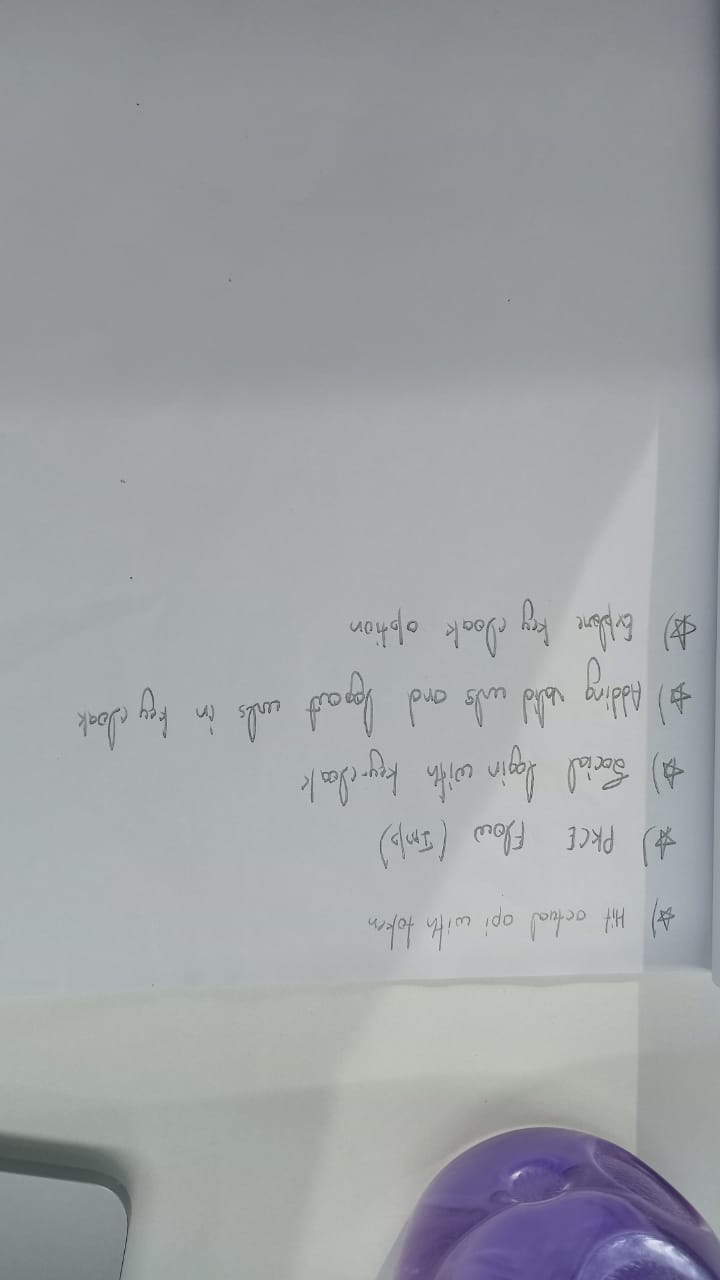 ☆) Hit actual api with token
☆) PKCE Flow (Imp)
☆) Social login with key-cloak
☆) Adding valid urls and logout urls in key cloak
☆) Explore key cloak option